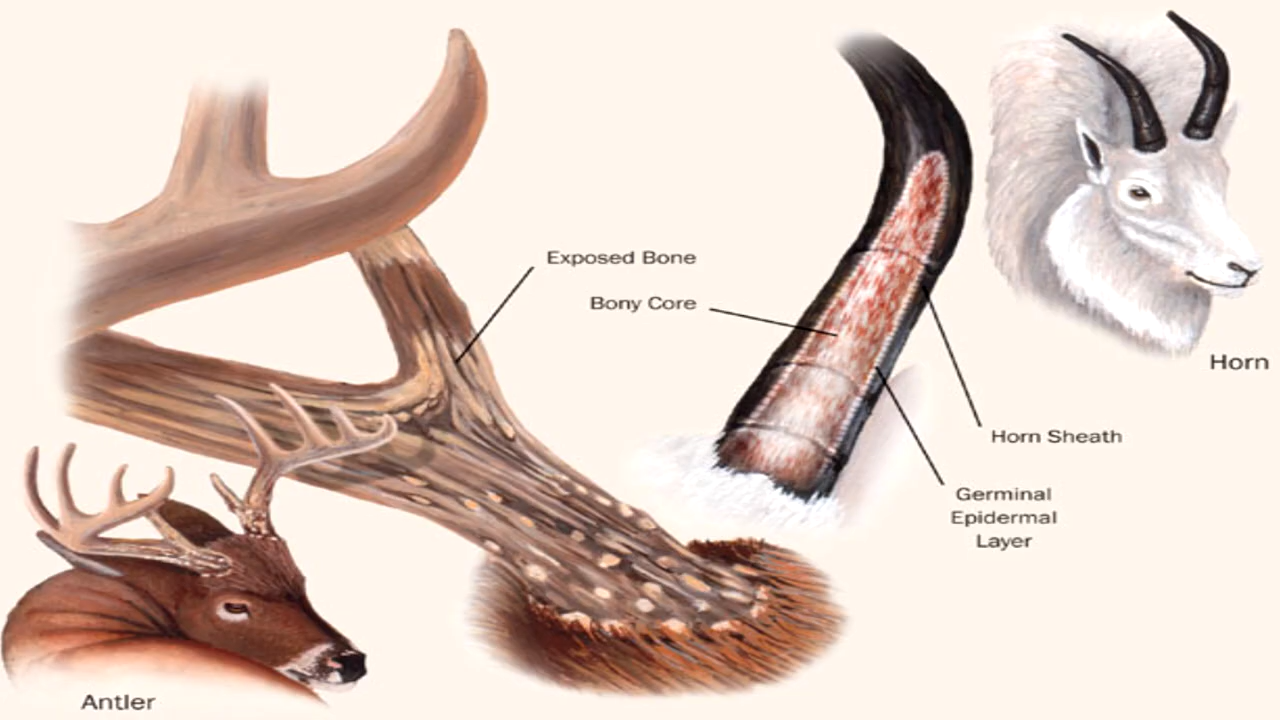 Exposed Bone
Bony Core
Horn
Horn Sheath
Germinal
Epidermal
Layer
Antler